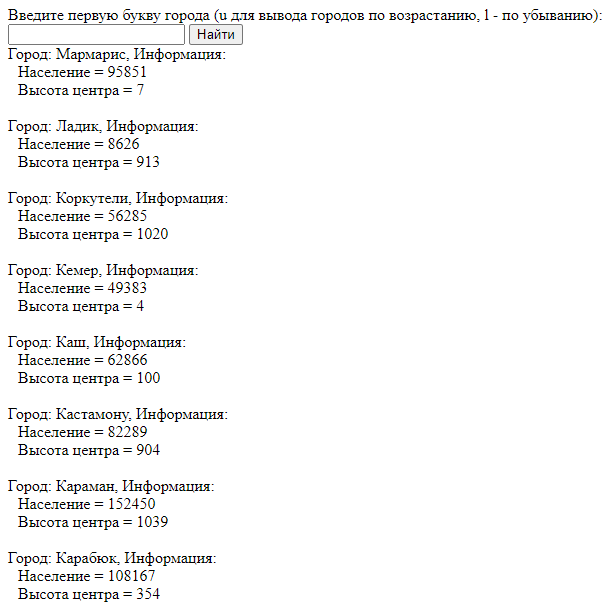 Введите первую букву города (u для вывода городов по возрастанию, l - по убыванию):
Найти
Город: Мармарис, Информация:
Население = 95851
Высота центра = 7
Город: Ладик, Информация:
Население = 8626
Высота центра = 913
Город: Коркутели, Информация:
Население = 56285
Высота центра = 1020
Город: Кемер, Информация:
Население = 49383
Высота центра = 4
Город: Каш, Информация:
Население = 62866
Высота центра = 100
Город: Кастамону, Информация:
Население = 82289
Высота центра = 904
Город: Караман, Информация:
Население = 152450
Высота центра = 1039
Город: Карабюк, Информация:
Население = 108167
Высота центра = 354